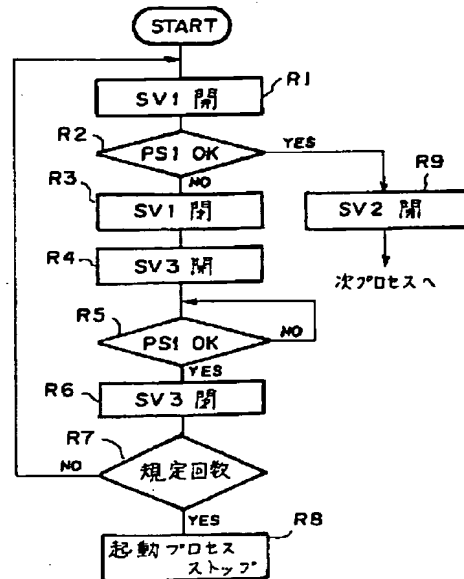 START
R1
SV1 開
R2
PS1 OK
YES
NO
R9
SV2 開
次プロセスへ
R3
SV1 閉
R4
SV3 開
R5
PS1 OK
NO
YES
R6
SV3 閉
R7
規定回数
NO
YES
R8
起動プロセス
ストップ